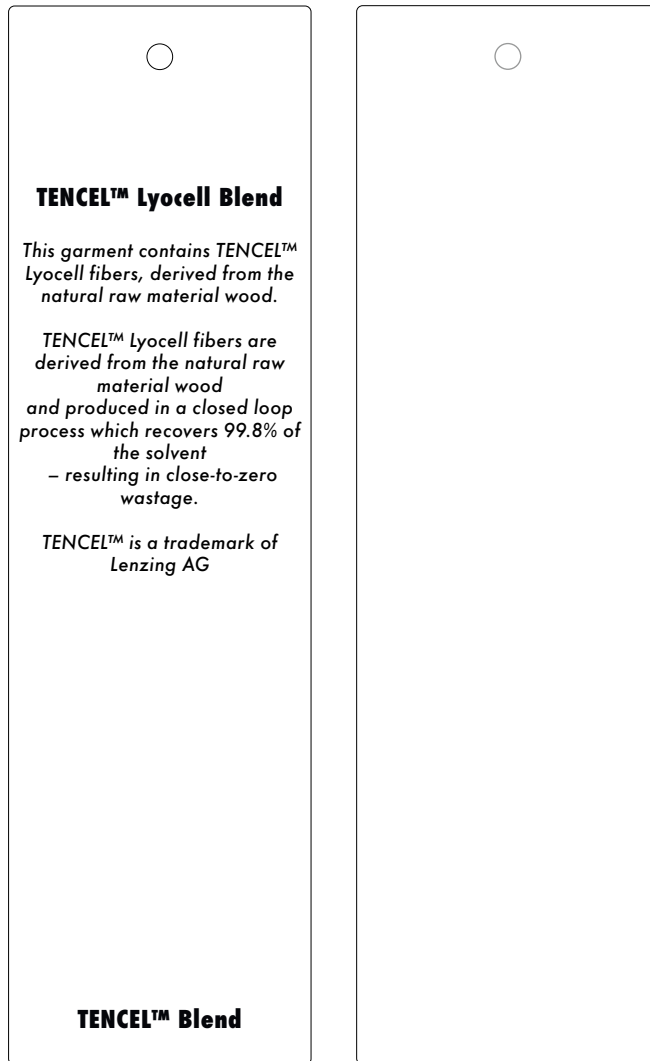 TENCEL™ Lyocell Blend
This garment contains TENCEL™
Lyocell fibers, derived from the
natural raw material wood.
TENCEL™ Lyocell fibers are
derived from the natural raw
material wood
and produced in a closed loop
process which recovers 99.8% of
the solvent
– resulting in close-to-zero
wastage.
TENCEL™ is a trademark of
Lenzing AG
TENCEL™ Blend